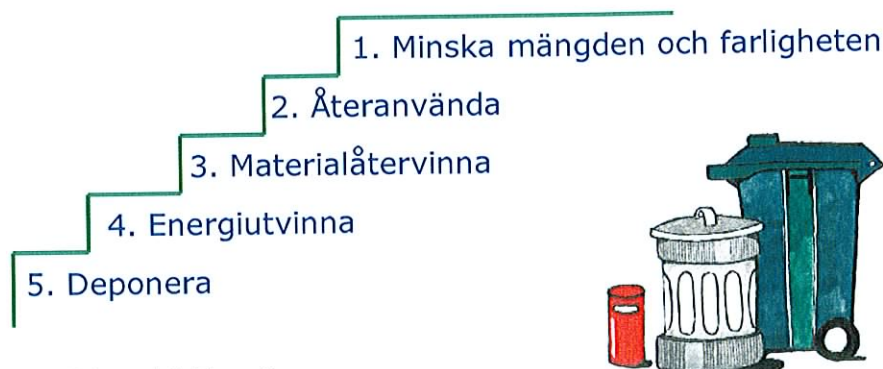 1. Minska mängden och farligheten
2. Återanvända
3. Materialåtervinna
4. Energiutvinna
5. Deponera